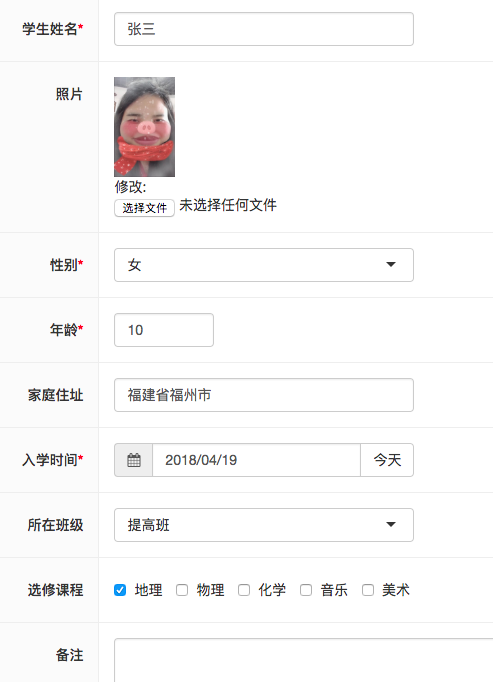 学生姓名* 张三
照片
修改:
选择文件 未选择任何文件
性别* 女
年龄* 10
家庭住址 福建省福州市
入学时间* 2018/04/19 今天
所在班级 提高班
选修课程 地理 物理 化学 音乐 美术
备注